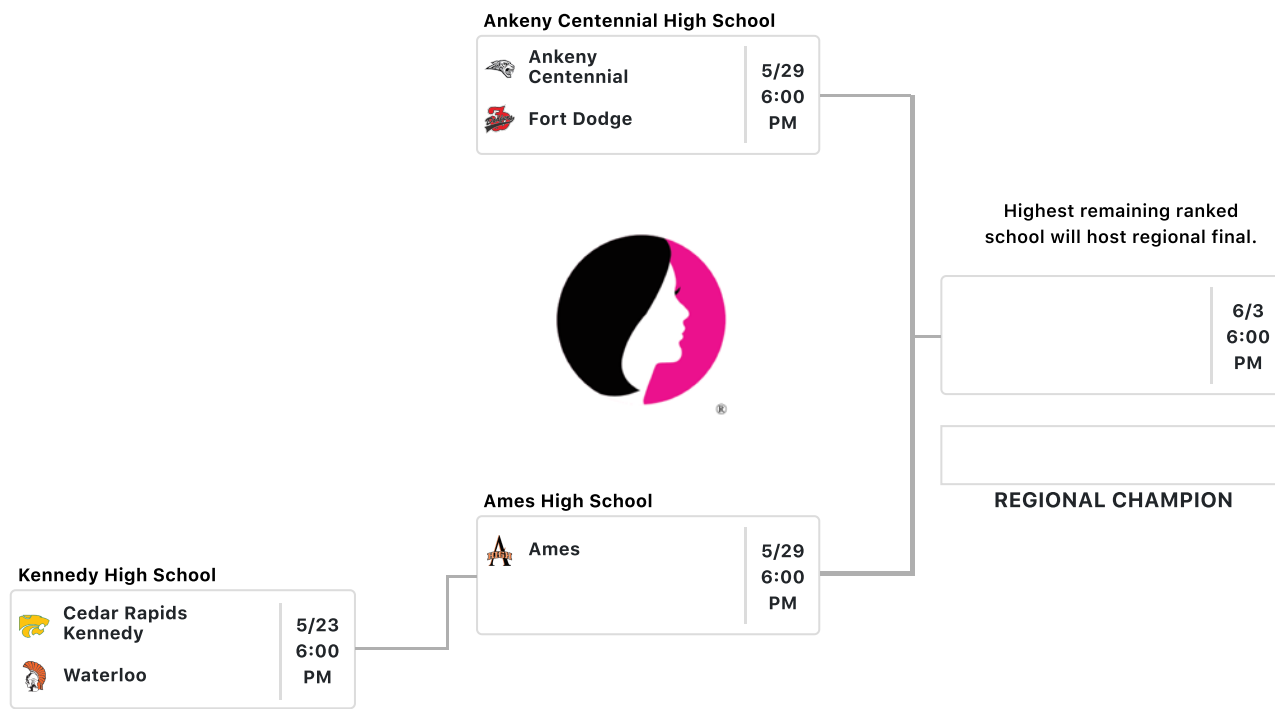 Ankeny Centennial High School
Ankeny
Centennial
Fort Dodge
5/29
6:00
PM
Highest remaining ranked
school will host regional final.
6/3
6:00
PM
REGIONAL CHAMPION
®
Ames High School
Ames
5/29
6:00
PM
Kennedy High School
Cedar Rapids
Kennedy
Waterloo
5/23
6:00
PM